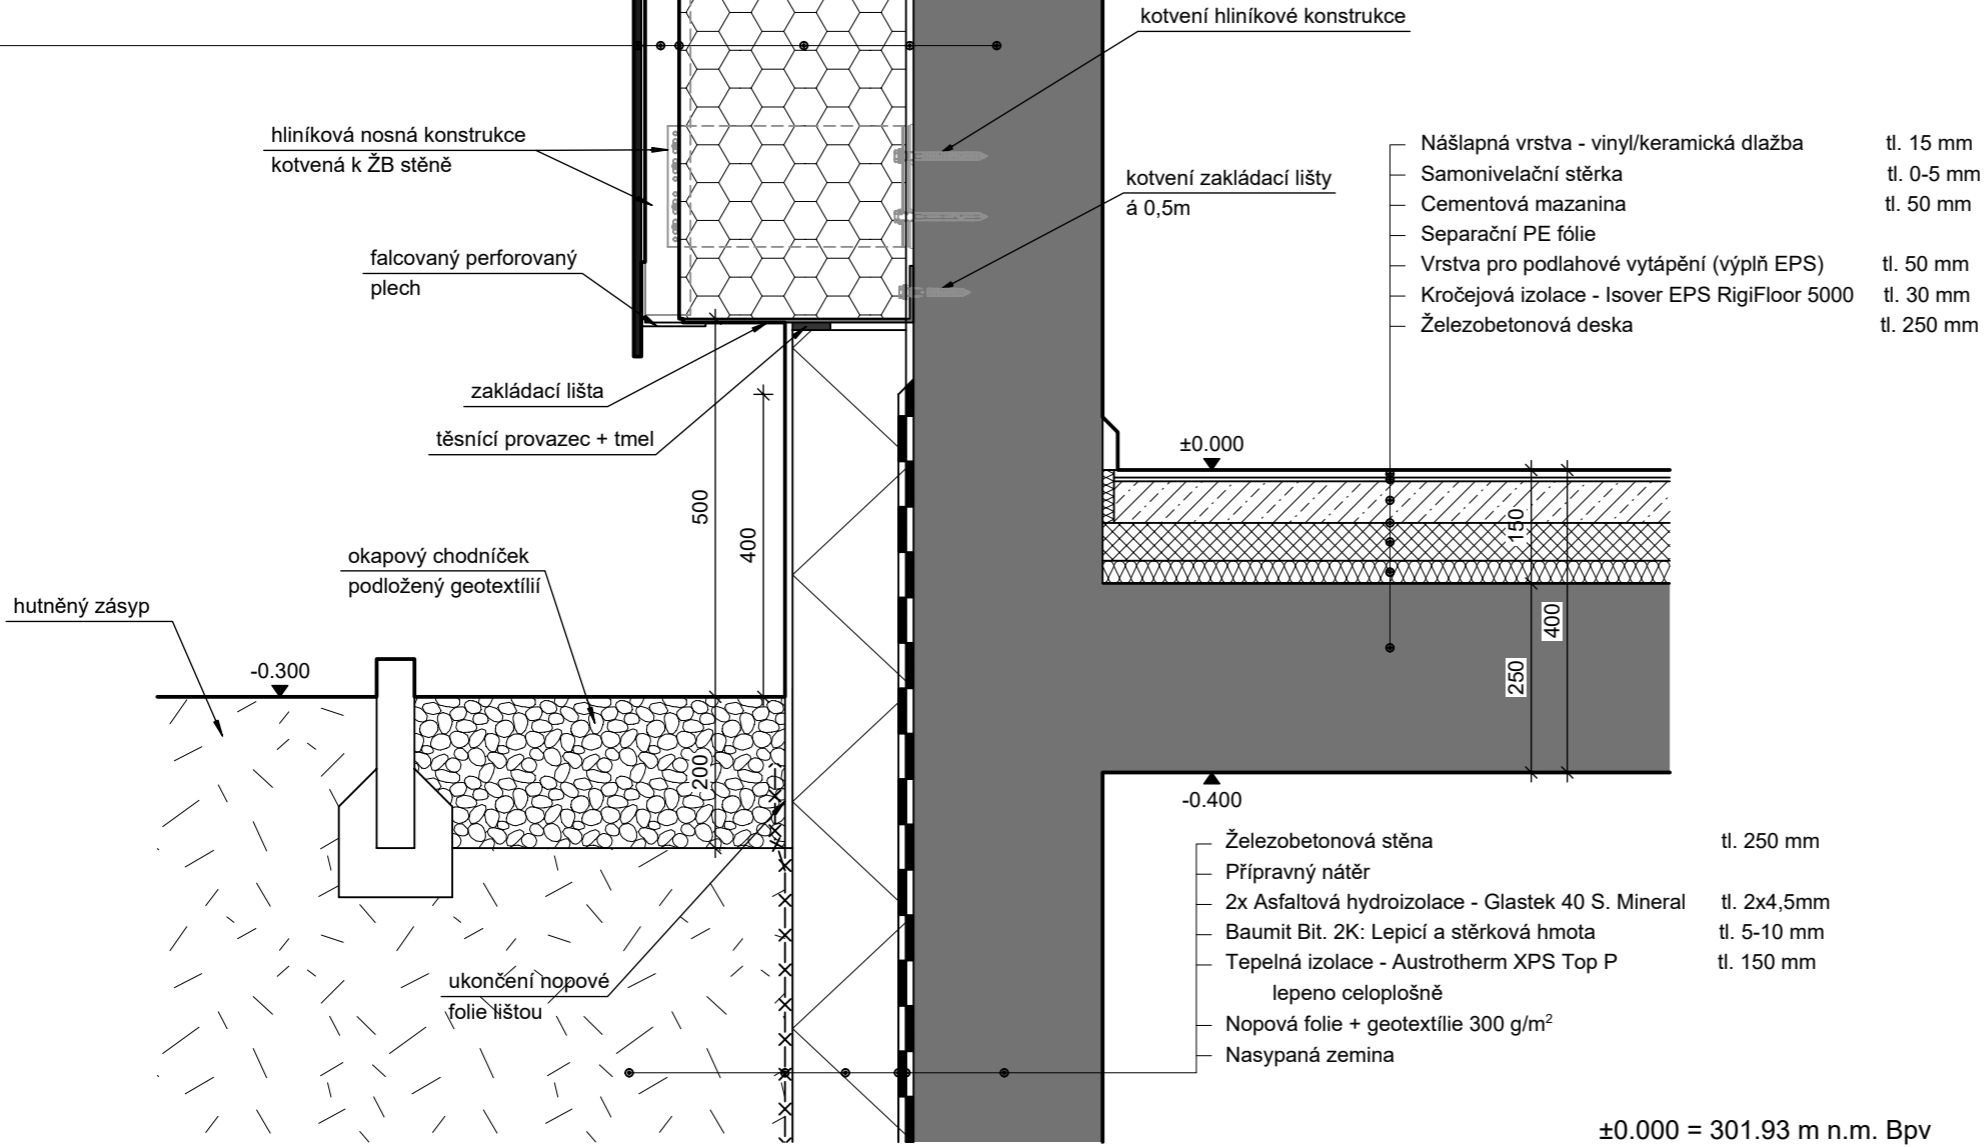 kotvení hliníkové konstrukce
hliníková nosná konstrukce
kotvená k ŽB stěně
kotvení zakládací lišty
á 0,5m
falcovaný perforovaný
plech
Nášlapná vrstva - vinyl/keramická dlažba tl. 15 mm
Samonivelační stěrka tl. 0-5 mm
Cementová mazanina tl. 50 mm
Separační PE fólie
Vrstva pro podlahové vytápění (výplň EPS) tl. 50 mm
Kročejová izolace - Isover EPS RigiFloor 5000 tl. 30 mm
Železobetonová deska tl. 250 mm
zakládací lišta
těsnící provazec + tmel
±0.000
500
400
150
400
250
okapový chodníček
podložený geotextílií
hutněný zásyp
-0.300
200
-0.400
Železobetonová stěna tl. 250 mm
Přípravný nátěr
2x Asfaltová hydroizolace - Glastek 40 S. Mineral tl. 2x4,5mm
Baumit Bit. 2K: Lepicí a stěrková hmota tl. 5-10 mm
Tepelná izolace - Austrotherm XPS Top P tl. 150 mm
lepeno celoplošně
Nopová folie + geotextílie 300 g/m²
Nasypaná zemina
ukončení nopové
folie lištou
±0.000 = 301.93 m n.m. Bpv